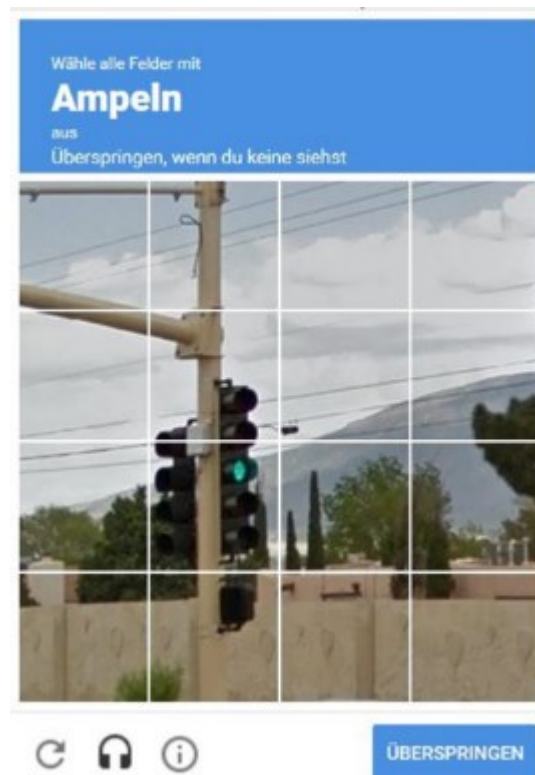 Wähle alle Felder mit
Ampeln
aus
Überspringen, wenn du keine siehst
ÜBERSPRINGEN